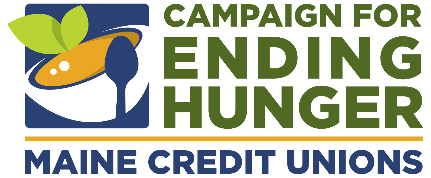 CAMPAIGN FOR
ENDING
HUNGER
MAINE CREDIT UNIONS